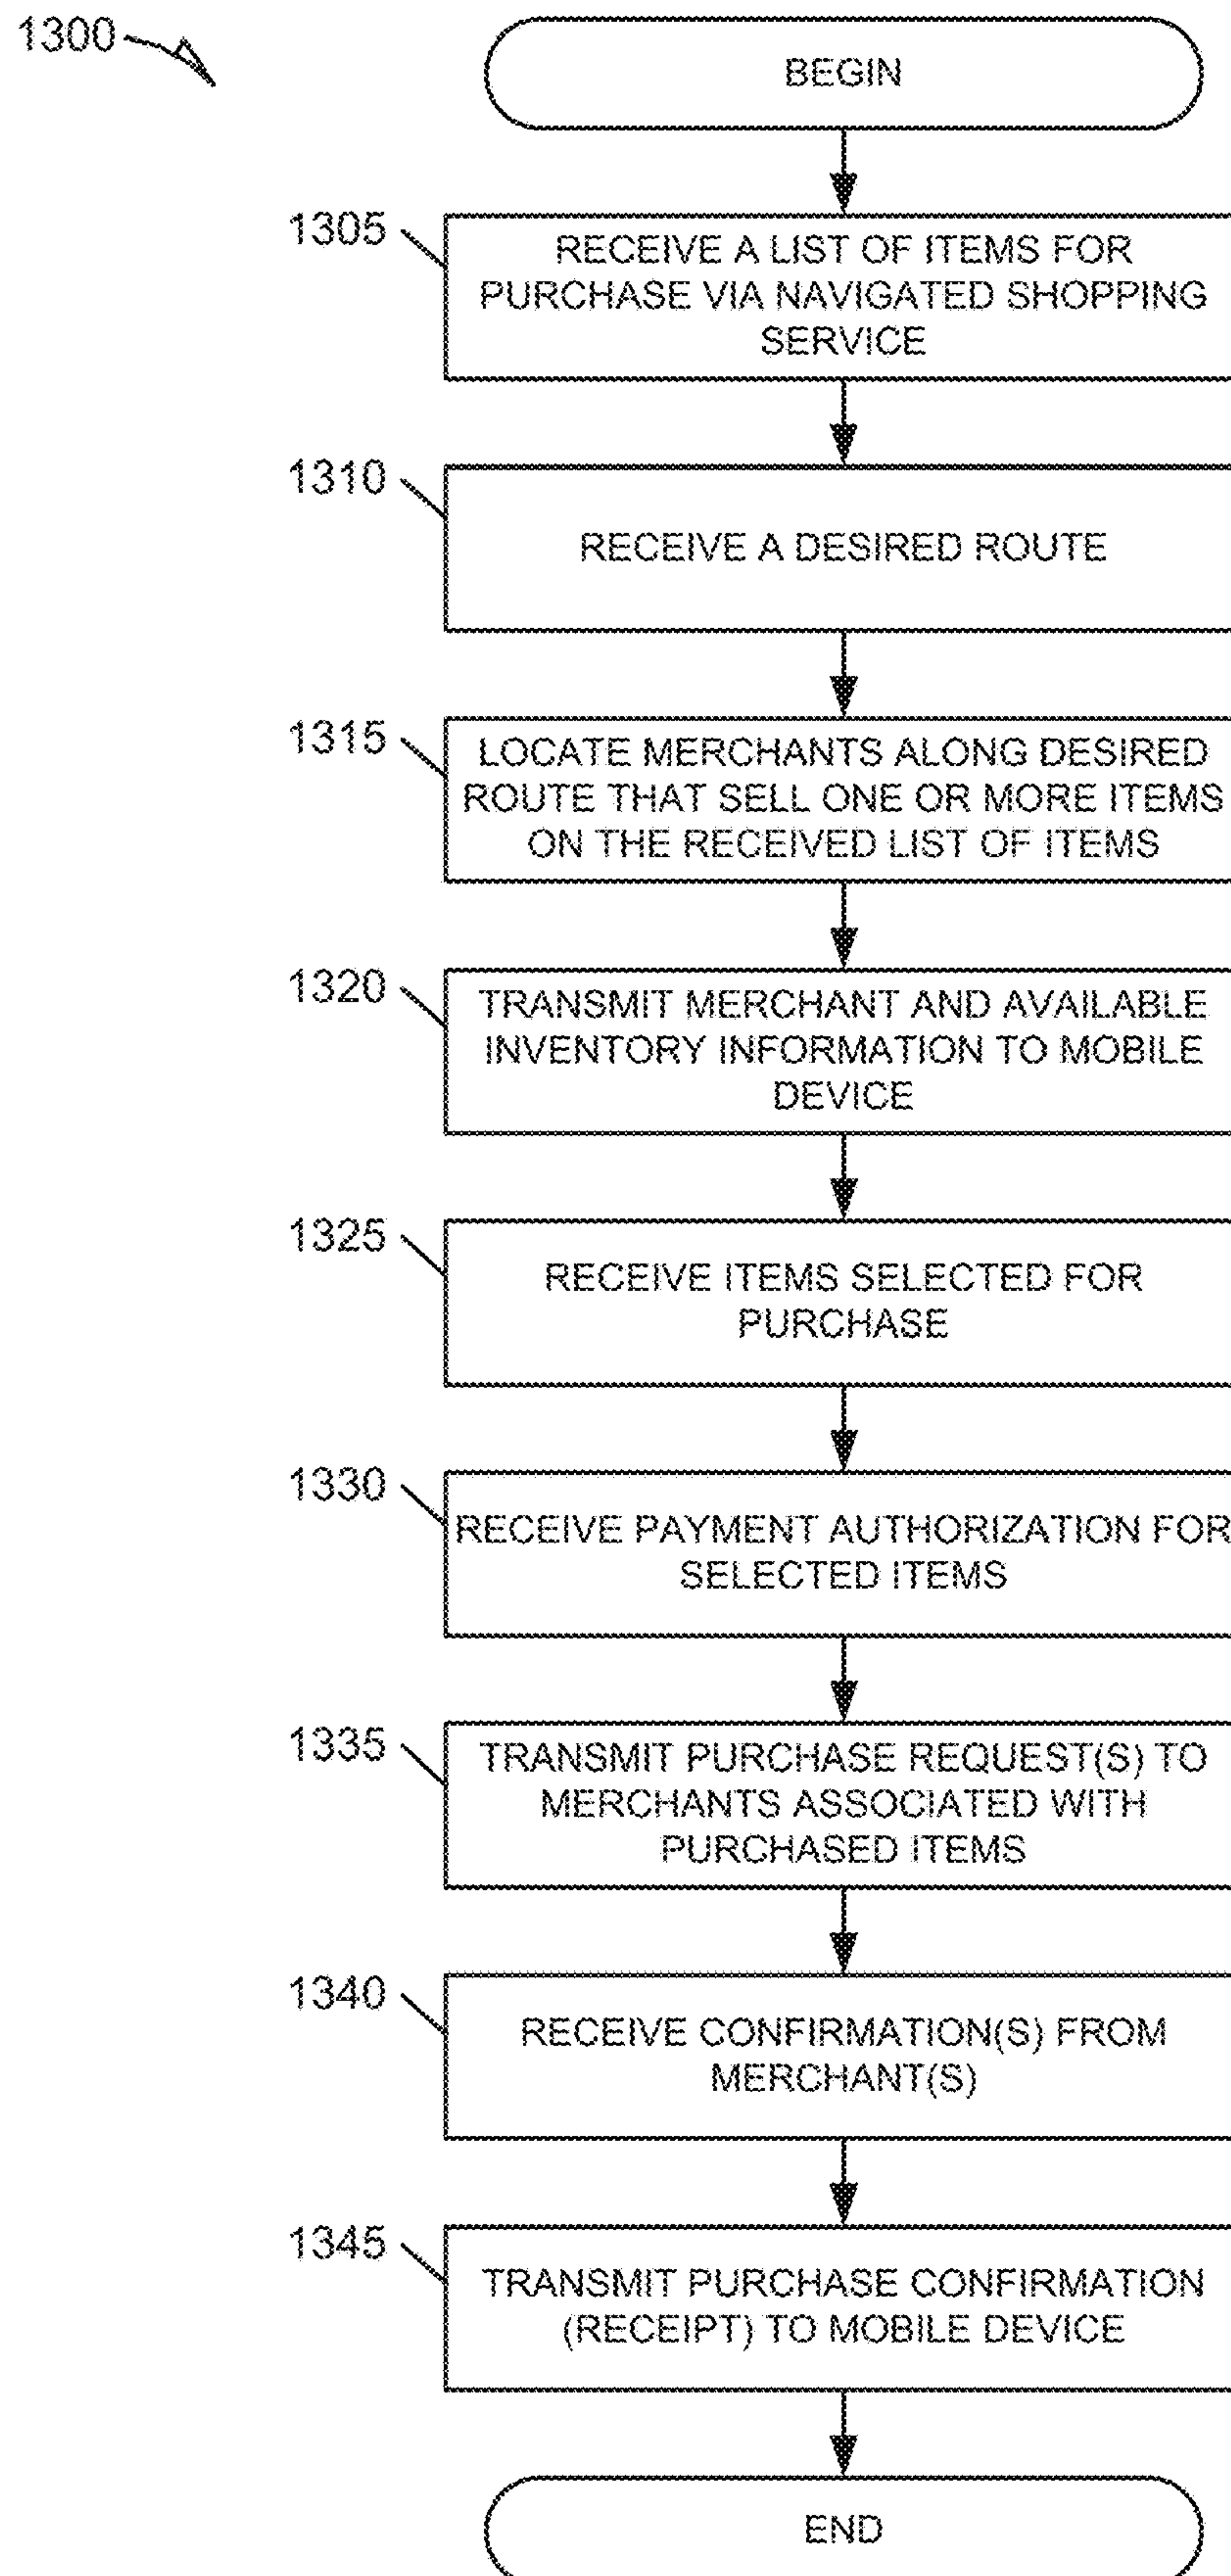 1300
BEGIN
1305
RECEIVE A LIST OF ITEMS FOR
PURCHASE VIA NAVIGATED SHOPPING
SERVICE
1310
RECEIVE A DESIRED ROUTE
1315
LOCATE MERCHANTS ALONG DESIRED
ROUTE THAT SELL ONE OR MORE ITEMS
ON THE RECEIVED LIST OF ITEMS
1320
TRANSMIT MERCHANT AND AVAILABLE
INVENTORY INFORMATION TO MOBILE
DEVICE
1325
RECEIVE ITEMS SELECTED FOR
PURCHASE
1330
RECEIVE PAYMENT AUTHORIZATION FOR
SELECTED ITEMS
1335
TRANSMIT PURCHASE REQUEST(S) TO
MERCHANTS ASSOCIATED WITH
PURCHASED ITEMS
1340
RECEIVE CONFIRMATION(S) FROM
MERCHANT(S)
1345
TRANSMIT PURCHASE CONFIRMATION
(RECEIPT) TO MOBILE DEVICE
END